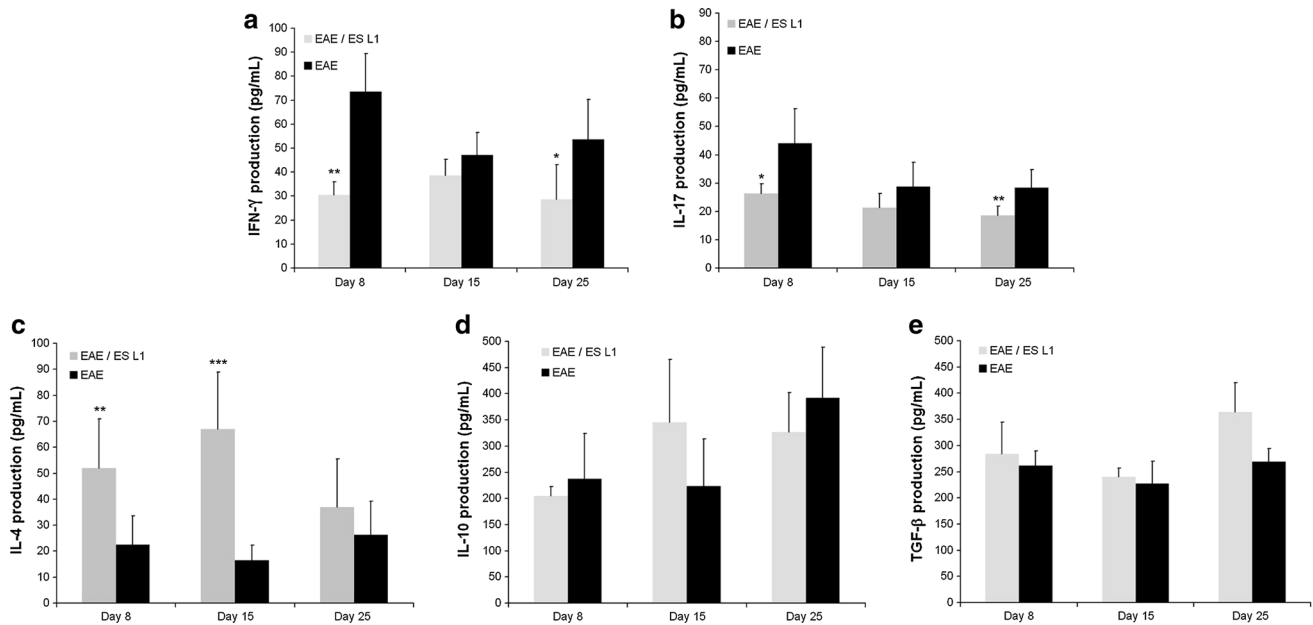 a
IFN-γ production (pg/mL)
100
90
80
70
60
50
40
30
20
10
0
EAE / ES L1
EAE
**
*
Day 8
Day 15
Day 25
b
IL-17 production (pg/mL)
90
80
70
60
50
40
30
20
10
0
EAE / ES L1
EAE
*
**
Day 8
Day 15
Day 25
c
IL-4 production (pg/mL)
100
90
80
70
60
50
40
30
20
10
0
EAE / ES L1
EAE
**
***
Day 8
Day 15
Day 25
d
IL-10 production (pg/mL)
500
450
400
350
300
250
200
150
100
50
0
EAE / ES L1
EAE
Day 8
Day 15
Day 25
e
TGF-β production (pg/mL)
500
450
400
350
300
250
200
150
100
50
0
EAE / ES L1
EAE
Day 8
Day 15
Day 25